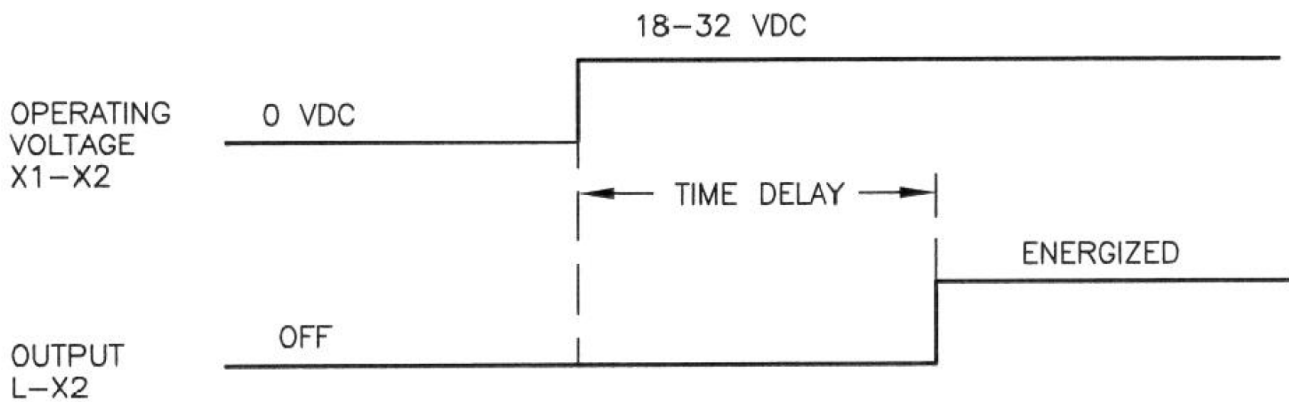 18-32 VDC
OPERATING
VOLTAGE
X1-X2
0 VDC
TIME DELAY
ENERGIZED
OFF
OUTPUT
L-X2